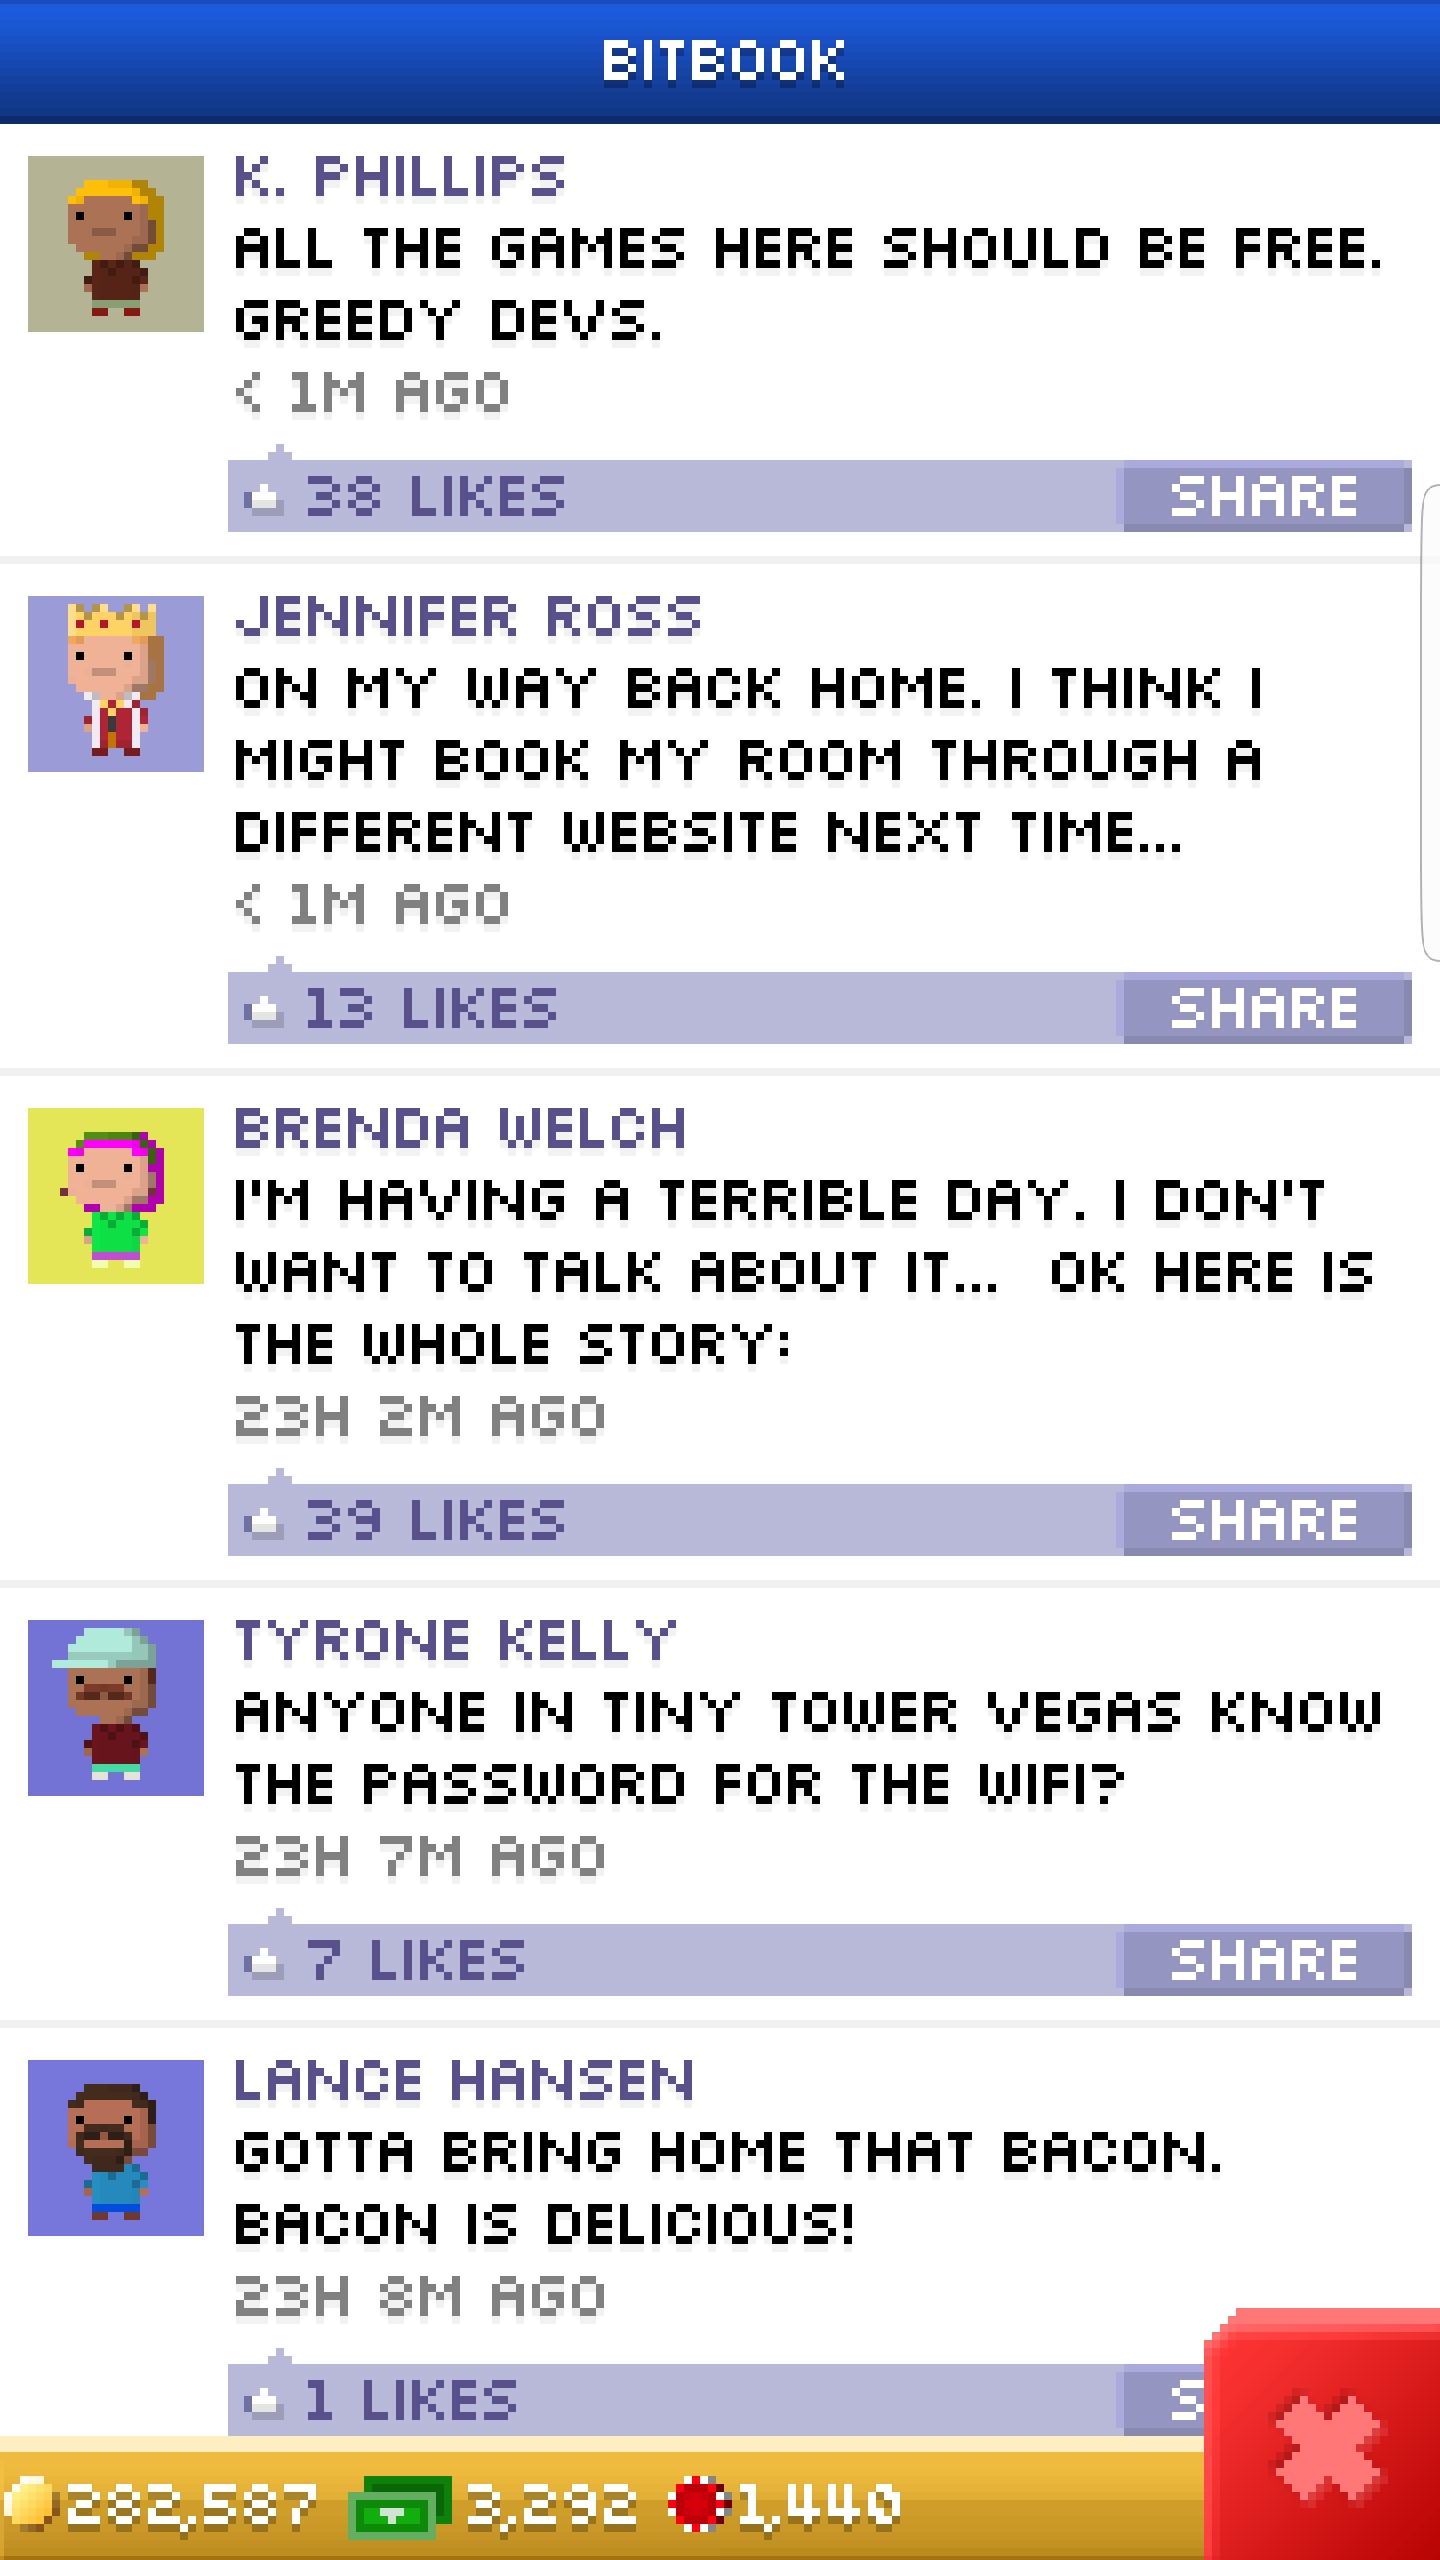 BITBOOK
K. PHILLIPS
ALL THE GAMES HERE SHOULD BE FREE.
GREEDY DEVS.
< 1M AGO
38 LIKES SHARE
JENNIFER ROSS
ON MY WAY BACK HOME. I THINK I
MIGHT BOOK MY ROOM THROUGH A
DIFFERENT WEBSITE NEXT TIME...
< 1M AGO
13 LIKES SHARE
BRENDA WELCH
I'M HAVING A TERRIBLE DAY. I DON'T
WANT TO TALK ABOUT IT... OK HERE IS
THE WHOLE STORY:
23H 2M AGO
39 LIKES SHARE
TYRONE KELLY
ANYONE IN TINY TOWER VEGAS KNOW
THE PASSWORD FOR THE WIFI?
23H 7M AGO
7 LIKES SHARE
LANCE HANSEN
GOTTA BRING HOME THAT BACON.
BACON IS DELICIOUS!
23H 8M AGO
1 LIKES S
282,587 3,292 1,440